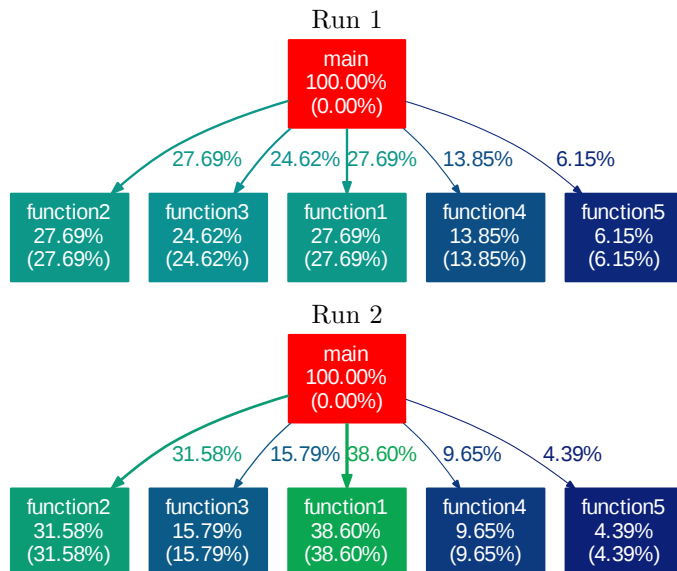 Run 1
main
100.00%
(0.00%)
27.69% 24.62% 27.69% 13.85% 6.15%
function2
27.69%
(27.69%)
function3
24.62%
(24.62%)
function1
27.69%
(27.69%)
function4
13.85%
(13.85%)
function5
6.15%
(6.15%)
Run 2
main
100.00%
(0.00%)
31.58% 15.79% 38.60% 9.65% 4.39%
function2
31.58%
(31.58%)
function3
15.79%
(15.79%)
function1
38.60%
(38.60%)
function4
9.65%
(9.65%)
function5
4.39%
(4.39%)